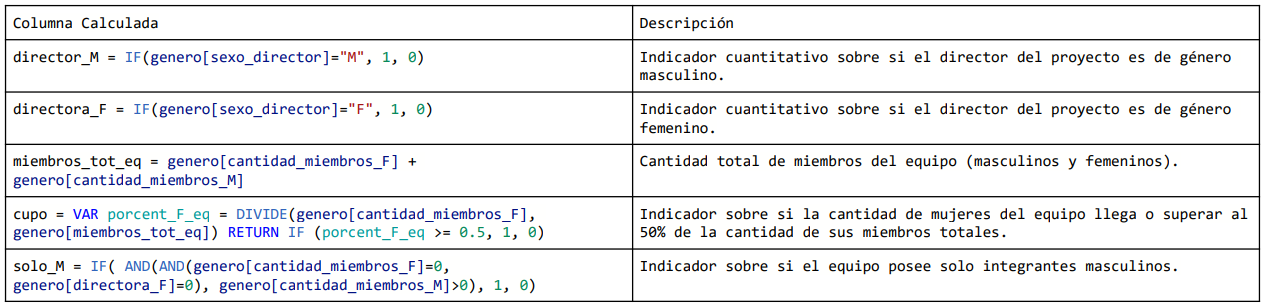 Columna Calculada
Descripción
director_M = IF(genero[sexo_director]="M", 1, 0)
Indicador cuantitativo sobre si el director del proyecto es de género
masculino.
directora_F = IF(genero[sexo_director]="F", 1, 0)
Indicador cuantitativo sobre si el director del proyecto es de género
femenino.
miembros_tot_eq = genero[cantidad_miembros_F] +
genero[cantidad_miembros_M]
Cantidad total de miembros del equipo (masculinos y femeninos).
cupo = VAR porcent_F_eq = DIVIDE(genero[cantidad_miembros_F],
genero[miembros_tot_eq]) RETURN IF (porcent_F_eq >= 0.5, 1, 0)
Indicador sobre si la cantidad de mujeres del equipo llega o superar al
50% de la cantidad de sus miembros totales.
solo_M = IF( AND(AND(genero[cantidad_miembros_F]=0,
genero[directora_F]=0), genero[cantidad_miembros_M]>0), 1, 0)
Indicador sobre si el equipo posee solo integrantes masculinos.